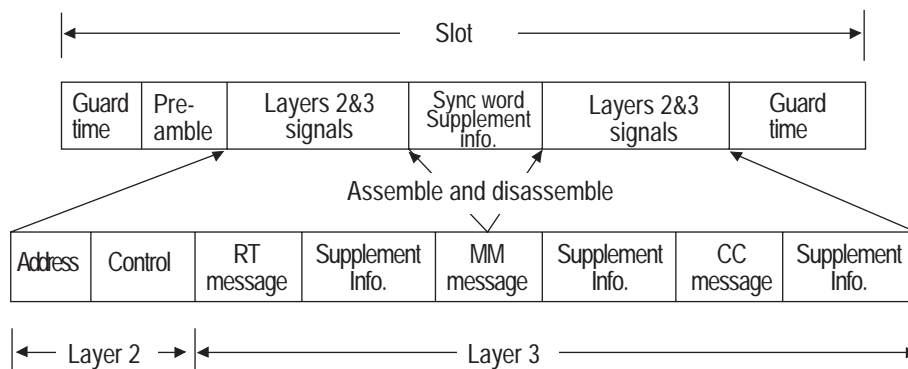 Slot
Guard time
Pre-amble
Layers 2&3 signals
Sync word Supplement info.
Layers 2&3 signals
Guard time
Assemble and disassemble
Address
Control
RT message
Supplement Info.
MM message
Supplement Info.
CC message
Supplement Info.
Layer 2
Layer 3